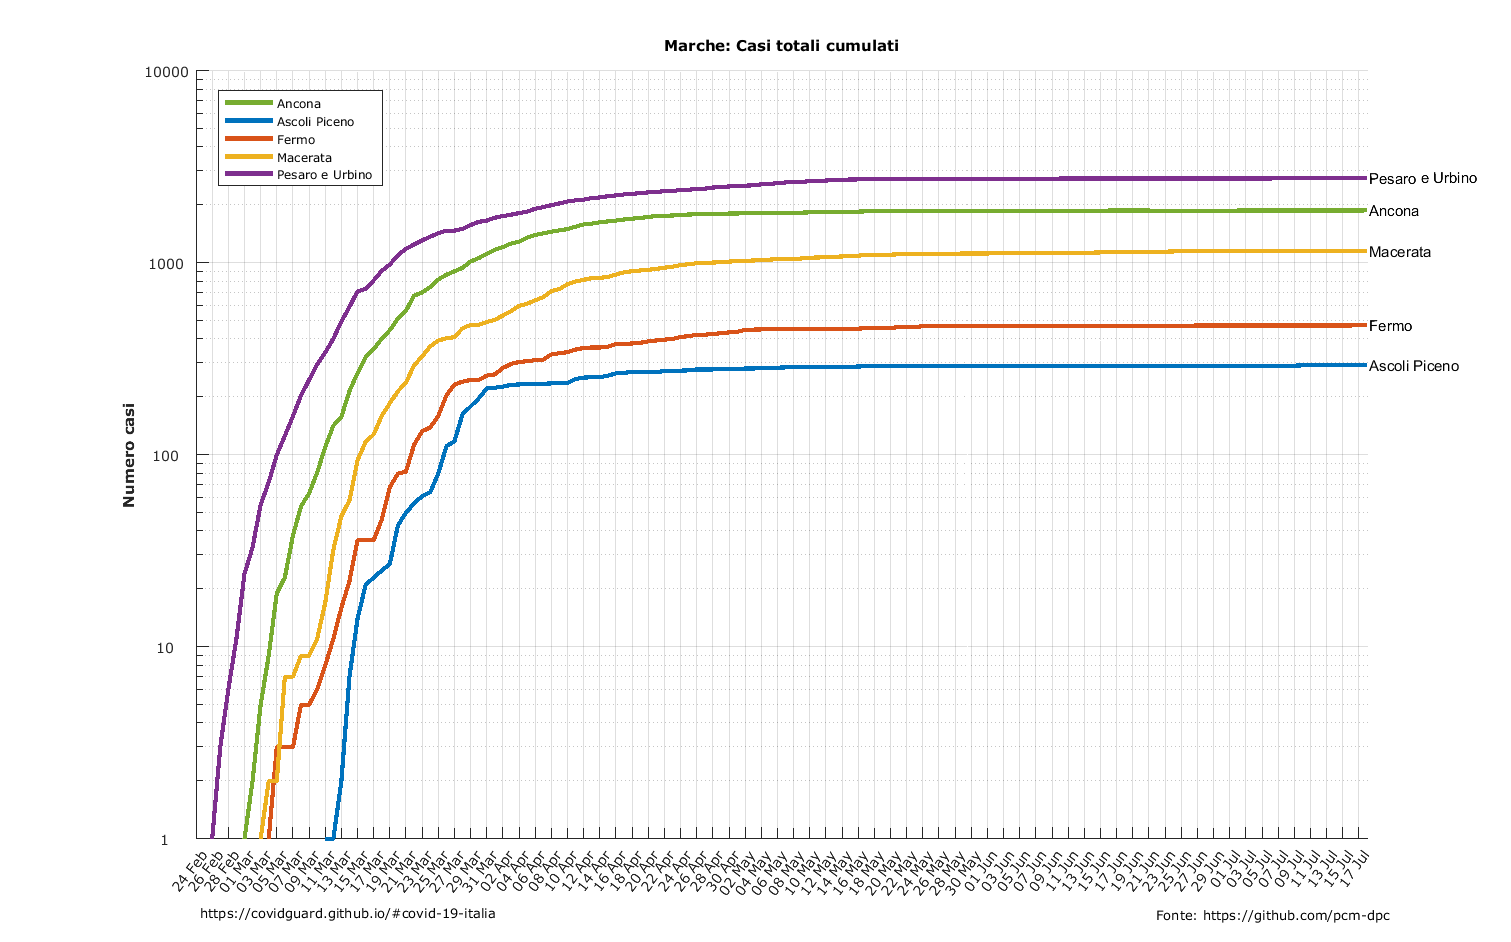 Marche: Casi totali cumulati
10000
1000
100
10
1
Numero casi
Ancona
Ascoli Piceno
Fermo
Macerata
Pesaro e Urbino
Pesaro e Urbino
Ancona
Macerata
Fermo
Ascoli Piceno
24 Feb
26 Feb
28 Feb
01 Mar
03 Mar
05 Mar
07 Mar
09 Mar
11 Mar
13 Mar
15 Mar
17 Mar
19 Mar
21 Mar
23 Mar
25 Mar
27 Mar
29 Mar
31 Mar
02 Apr
04 Apr
06 Apr
08 Apr
10 Apr
12 Apr
14 Apr
16 Apr
18 Apr
20 Apr
22 Apr
24 Apr
26 Apr
28 Apr
30 Apr
02 May
04 May
06 May
08 May
10 May
12 May
14 May
16 May
18 May
20 May
22 May
24 May
26 May
28 May
30 May
01 Jun
03 Jun
05 Jun
07 Jun
09 Jun
11 Jun
13 Jun
15 Jun
17 Jun
19 Jun
21 Jun
23 Jun
25 Jun
27 Jun
29 Jun
01 Jul
03 Jul
05 Jul
07 Jul
09 Jul
11 Jul
13 Jul
15 Jul
17 Jul
https://covidguard.github.io/#covid-19-italia
Fonte: https://github.com/pcm-dpc